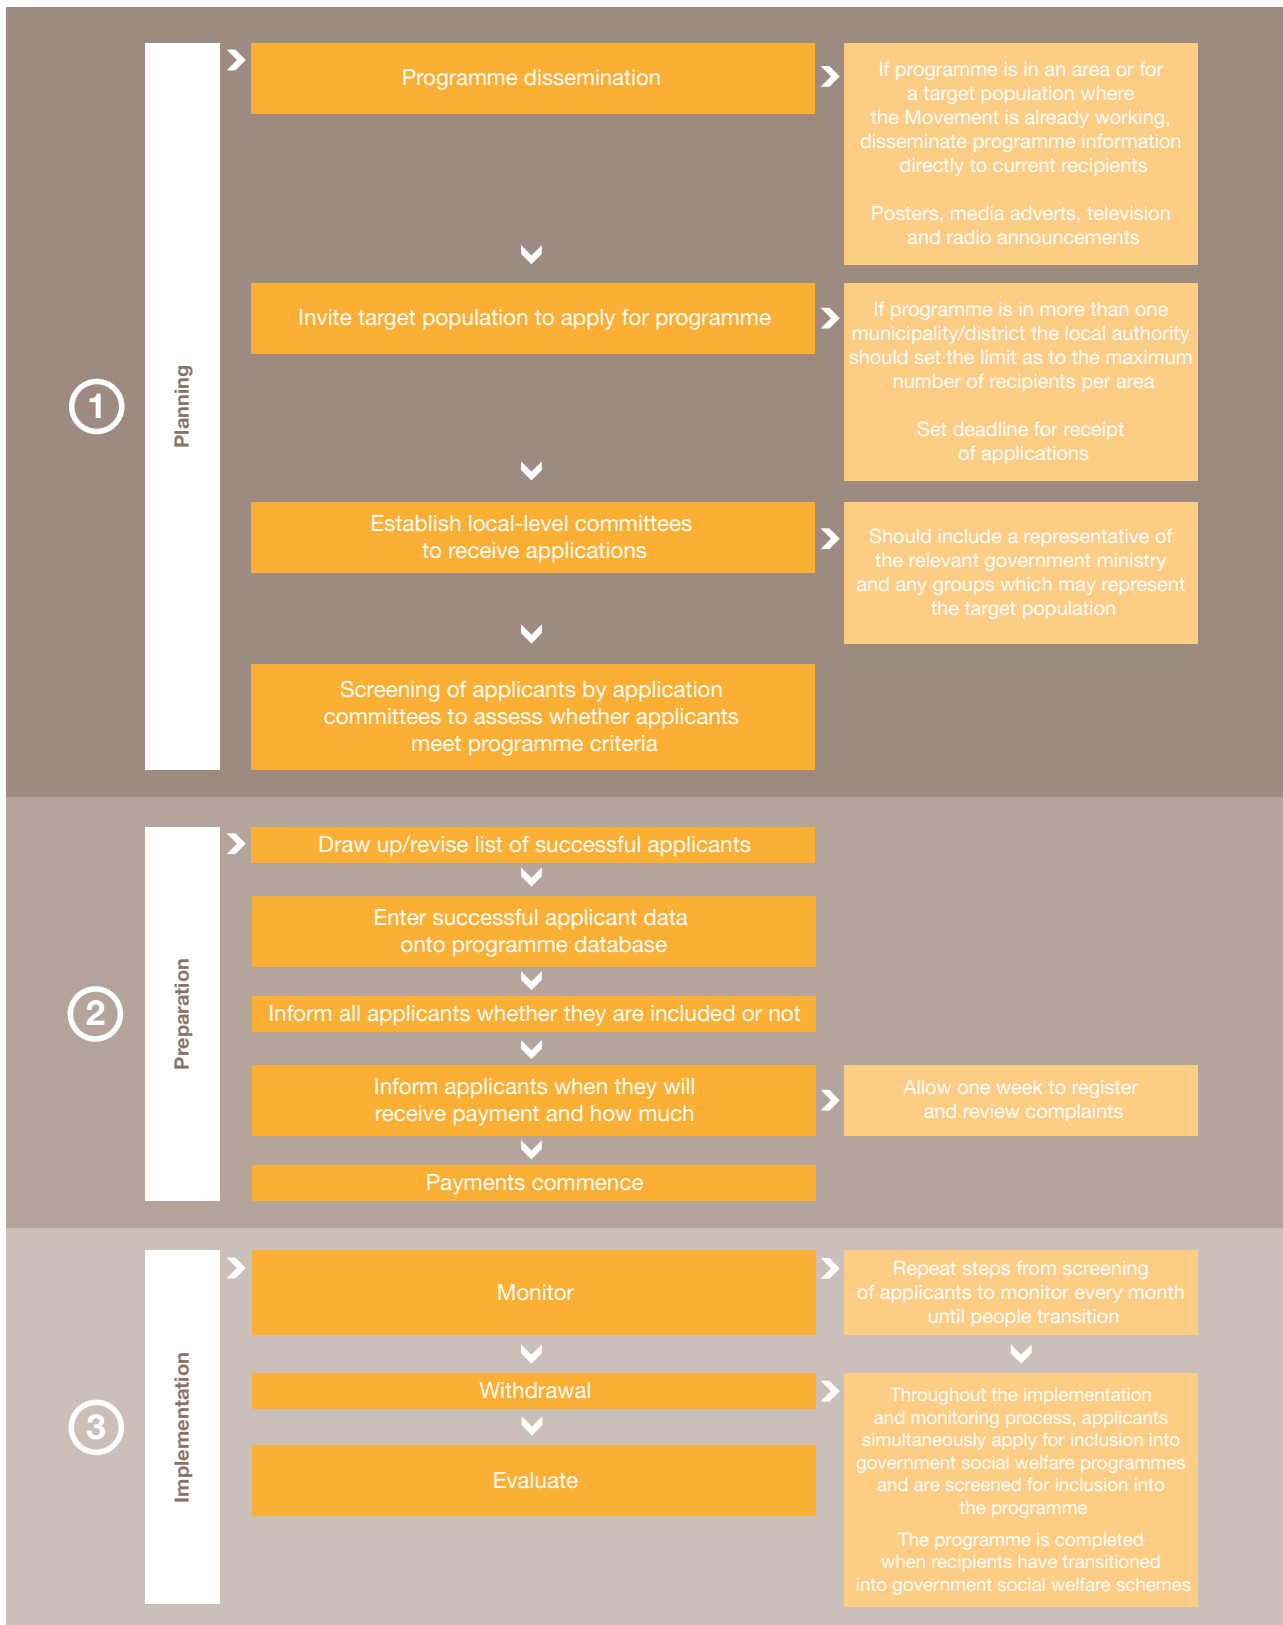 1
Planning
Programme dissemination
If programme is in an area or for
a target population where
the Movement is already working,
disseminate programme information
directly to current recipients
Posters, media adverts, television
and radio announcements
Invite target population to apply for programme
If programme is in more than one
municipality/district the local authority
should set the limit as to the maximum
number of recipients per area
Set deadline for receipt
of applications
Establish local-level committees
to receive applications
Should include a representative of
the relevant government ministry
and any groups which may represent
the target population
Screening of applicants by application
committees to assess whether applicants
meet programme criteria
2
Preparation
Draw up/revise list of successful applicants
Enter successful applicant data
onto programme database
Inform all applicants whether they are included or not
Inform applicants when they will
receive payment and how much
Allow one week to register
and review complaints
Payments commence
3
Implementation
Monitor
Repeat steps from screening
of applicants to monitor every month
until people transition
Withdrawal
Throughout the implementation
and monitoring process, applicants
simultaneously apply for inclusion into
government social welfare programmes
and are screened for inclusion into
the programme
The programme is completed
when recipients have transitioned
into government social welfare schemes
Evaluate